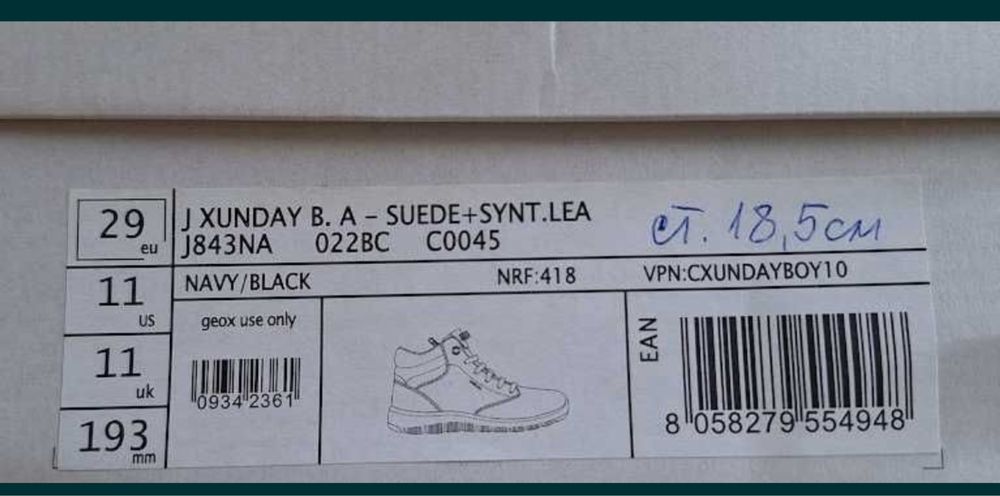 29 eu
J XUNDAY B. A - SUEDE+SYNT.LEA
J843NA 022BC C0045
ст. 18,5см
11 US
NAVY/BLACK NRF:418 VPN:CXUNDAYBOY10
11 uk
193 mm
geox use only
0934 2361
EAN
8 058279 554948